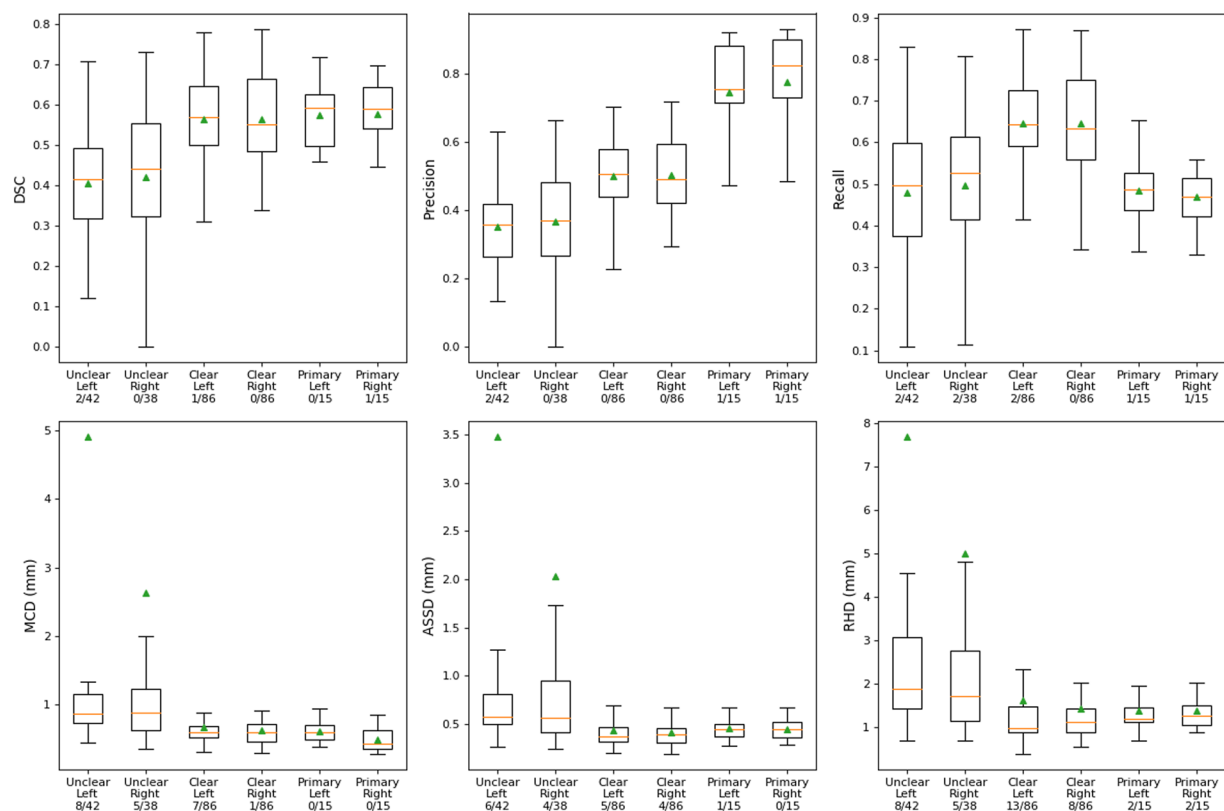 DSC
0.8
0.7
0.6
0.5
0.4
0.3
0.2
0.1
0.0
Unclear Unclear Clear Clear Primary Primary
Left Right Left Right Left Right
2/42 0/38 1/86 0/86 0/15 1/15
Precision
0.8
0.6
0.4
0.2
0.0
Unclear Unclear Clear Clear Primary Primary
Left Right Left Right Left Right
2/42 0/38 0/86 0/86 1/15 1/15
Recall
0.9
0.8
0.7
0.6
0.5
0.4
0.3
0.2
0.1
Unclear Unclear Clear Clear Primary Primary
Left Right Left Right Left Right
2/42 2/38 2/86 0/86 1/15 1/15
MCD (mm)
5
4
3
2
1
Unclear Unclear Clear Clear Primary Primary
Left Right Left Right Left Right
8/42 5/38 7/86 1/86 0/15 0/15
ASSD (mm)
3.5
3.0
2.5
2.0
1.5
1.0
0.5
Unclear Unclear Clear Clear Primary Primary
Left Right Left Right Left Right
6/42 4/38 5/86 4/86 1/15 0/15
RHD (mm)
8
7
6
5
4
3
2
1
Unclear Unclear Clear Clear Primary Primary
Left Right Left Right Left Right
8/42 5/38 13/86 8/86 2/15 2/15